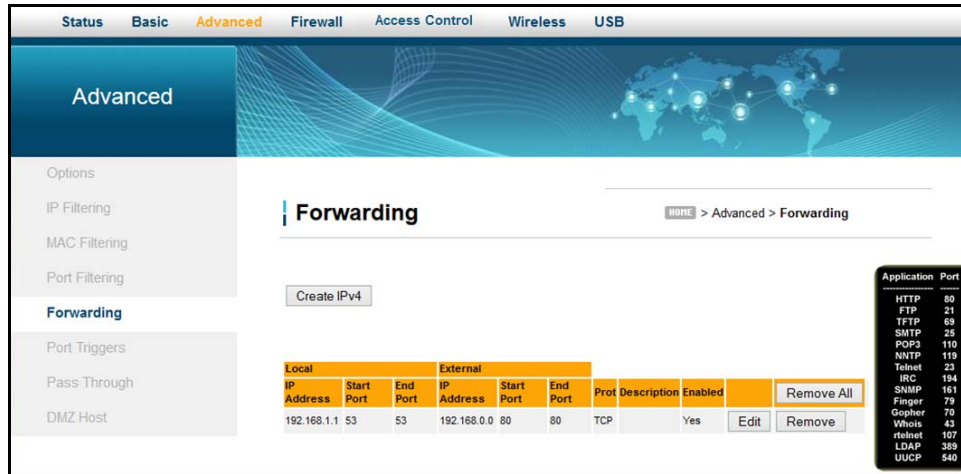 Status Basic Advanced Firewall Access Control Wireless USB
Advanced
Options
IP Filtering
MAC Filtering
Port Filtering
Forwarding
Port Triggers
Pass Through
DMZ Host
Forwarding
HOME > Advanced > Forwarding
Create IPv4
Local External
IP Address Start Port End Port IP Address Start Port End Port Prot Description Enabled Remove All
192.168.1.1 53 53 192.168.0.0 80 80 TCP Yes Edit Remove
Application Port
---------------- ------
HTTP 80
FTP 21
TFTP 69
SMTP 25
POP3 110
NNTP 119
Telnet 23
IRC 194
SNMP 161
Finger 79
Gopher 70
Whois 43
rtelnet 107
LDAP 389
UUCP 540